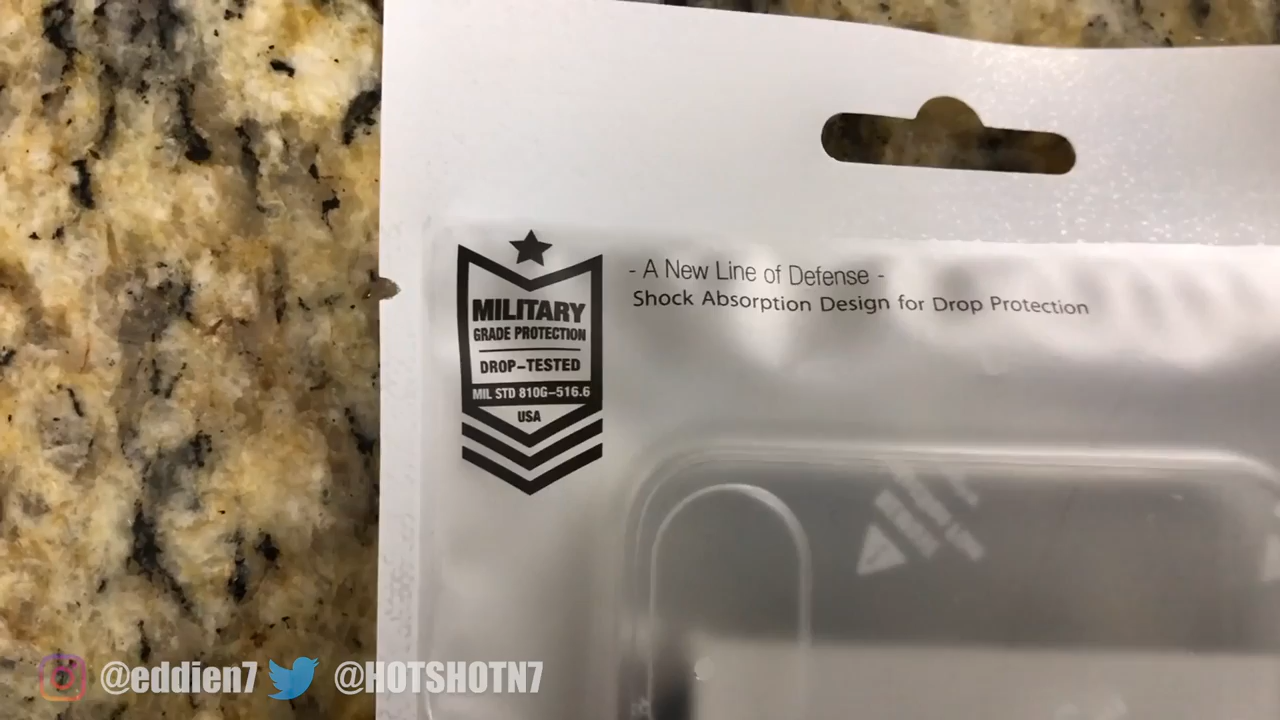 - A New Line of Defense -
Shock Absorption Design for Drop Protection
MILITARY
GRADE PROTECTION
DROP-TESTED
MIL STD 810G-516.6
USA
@eddien7 @HOTSHOTN7